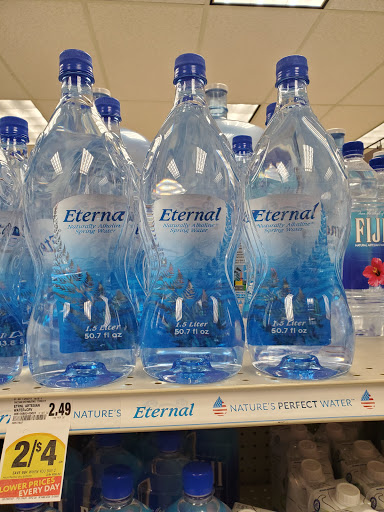 Eternal
Naturally Alkaline
Spring Water
1.5 Liter
50.7 fl oz
Eternal
Naturally Alkaline
Spring Water
1.5 Liter
50.7 fl oz
Eternal
Naturally Alkaline
Spring Water
1.5 Liter
50.7 fl oz
FIJI
2.49
NATURE'S Eternal NATURE'S PERFECT WATER
2/$4
LOWER PRICES
EVERY DAY